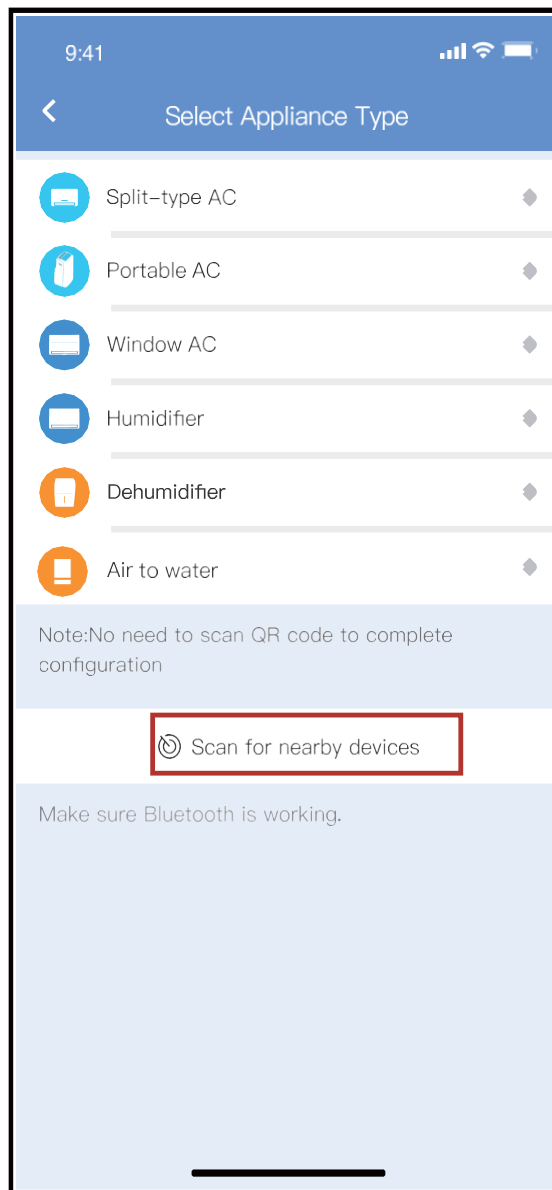 9:41
Select Appliance Type
Split-type AC
Portable AC
Window AC
Humidifier
Dehumidifier
Air to water
Note:No need to scan QR code to complete
configuration
Scan for nearby devices
Make sure Bluetooth is working.